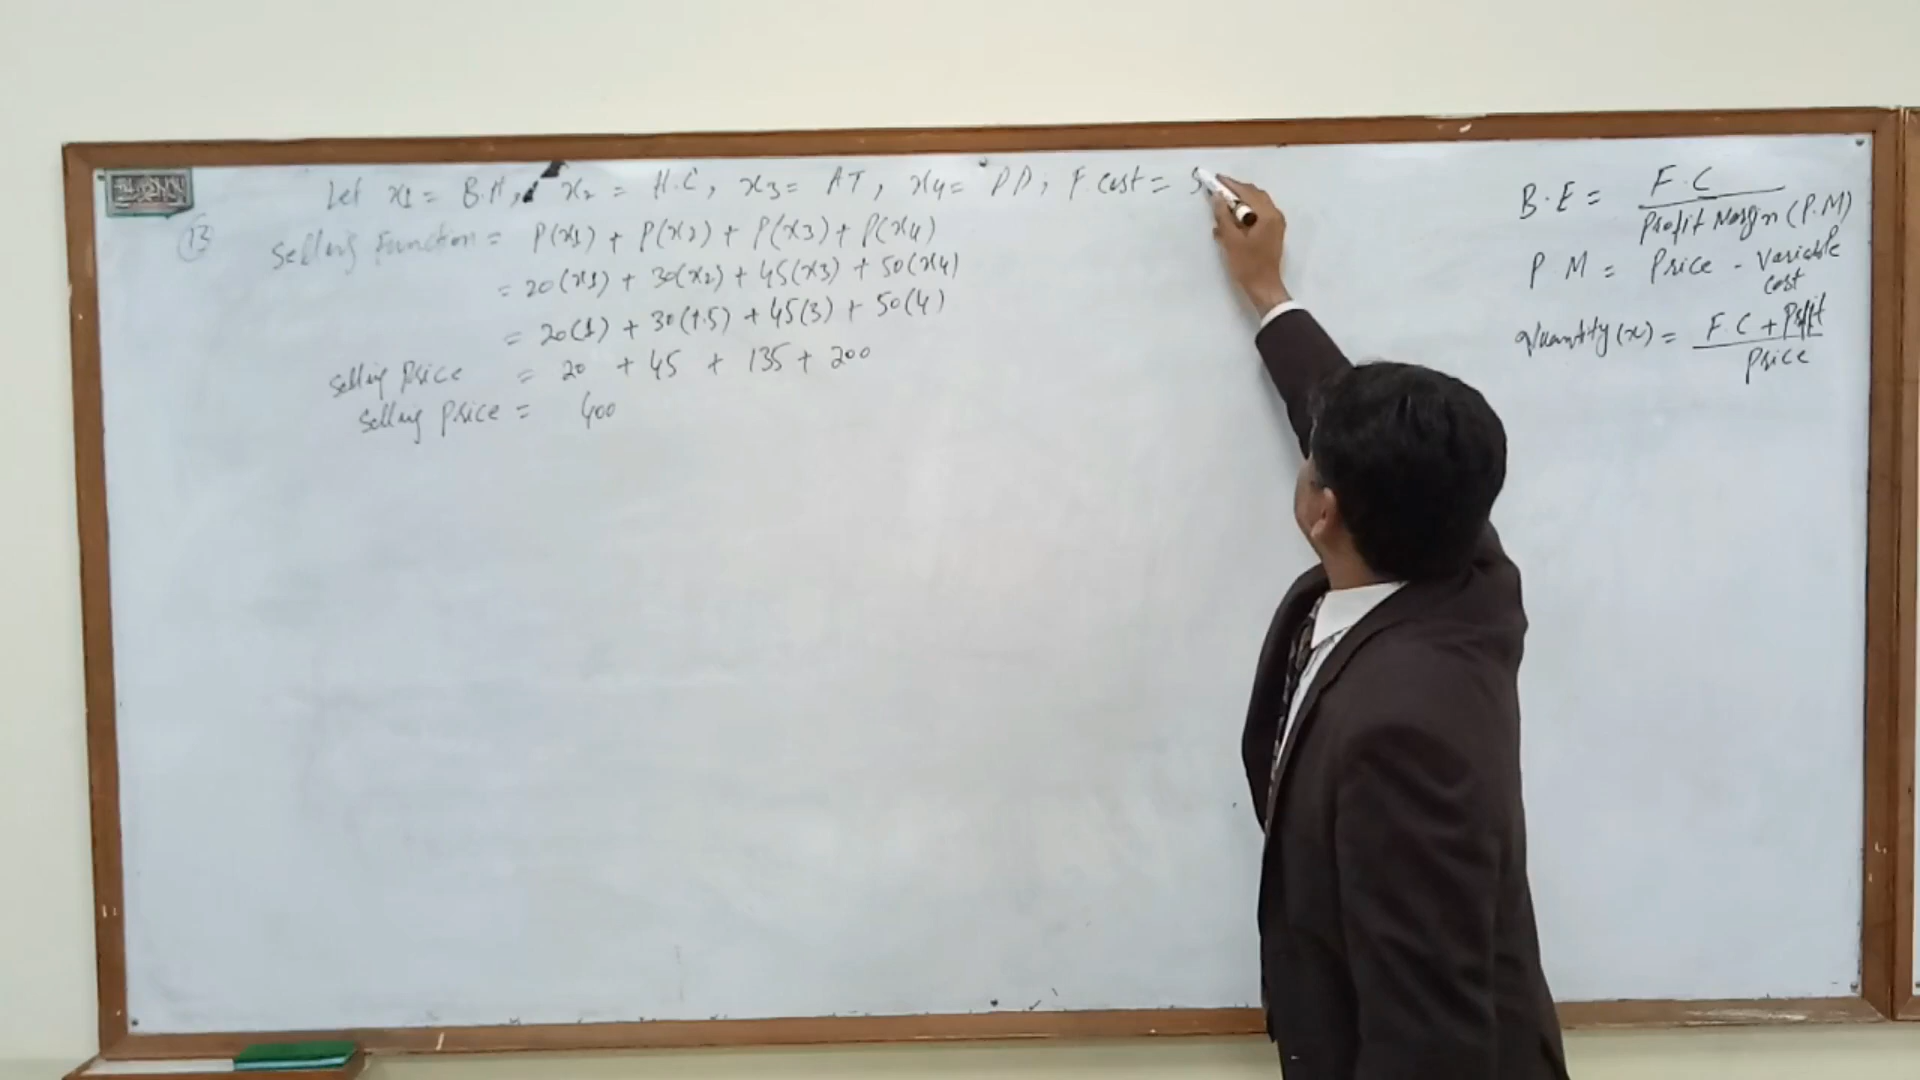 Let x1 = B.H, x2 = H.C, x3 = AT, x4 = DD; F. Cost = 5
13
Selling Function = P(x1) + P(x2) + P(x3) + P(x4)
= 20(x1) + 30(x2) + 45(x3) + 50(x4)
= 20(1) + 30(1.5) + 45(3) + 50(4)
Selling Price = 20 + 45 + 135 + 200
Selling Price = 400
B.E = F.C
Profit Margin (P.M)
P M = Price - Variable
cost
Quantity (x) = F.C + Profit
Price